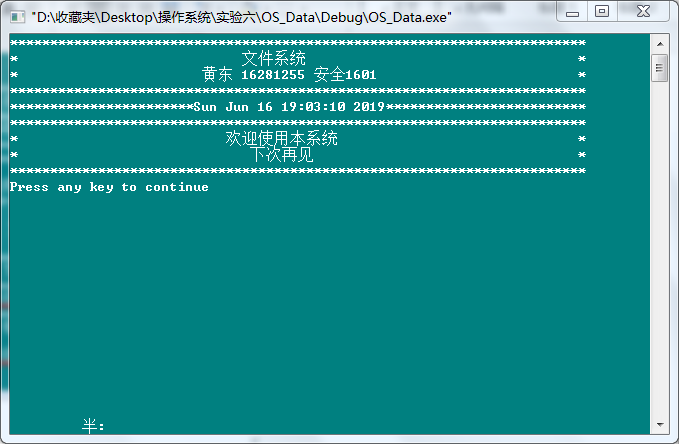 "D:\收藏夹\Desktop\操作系统\实验六\OS_Data\Debug\OS_Data.exe"
************************************************************************
* 文件系统 *
* 黄东 16281255 安全1601 *
************************************************************************
***********************Sun Jun 16 19:03:10 2019*************************
************************************************************************
* 欢迎使用本系统 *
* 下次再见 *
************************************************************************
Press any key to continue
半: